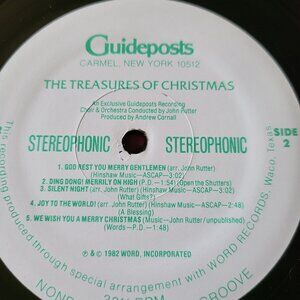 Guideposts
CARMEL, NEW YORK 10512
THE TREASURES OF CHRISTMAS
An Exclusive Guideposts Recording
Choir & Orchestra Conducted by John Rutter
Produced by Andrew Cornall
STEREOPHONIC STEREOPHONIC
SIDE
2
1. GOD REST YOU MERRY GENTLEMEN (arr. John Rutter)
(Hinshaw Music—ASCAP—3:02)
2. DING DONG! MERRILY ON HIGH (P.D.—1:54) (Open the Shutters)
3. SILENT NIGHT (arr. John Rutter) (Hinshaw Music—ASCAP—3:02)
(What Gifts?)
4. JOY TO THE WORLD! (arr. John Rutter) (Hinshaw Music—ASCAP—2:48)
(A Blessing)
5. WE WISH YOU A MERRY CHRISTMAS (Music—John Rutter/unpublished)
(Words—P.D.—1:48)
℗ & © 1982 WORD, INCORPORATED
This recording produced through special arrangement with WORD RECORDS, Waco, Texas
33⅓ RPM
GROOVE